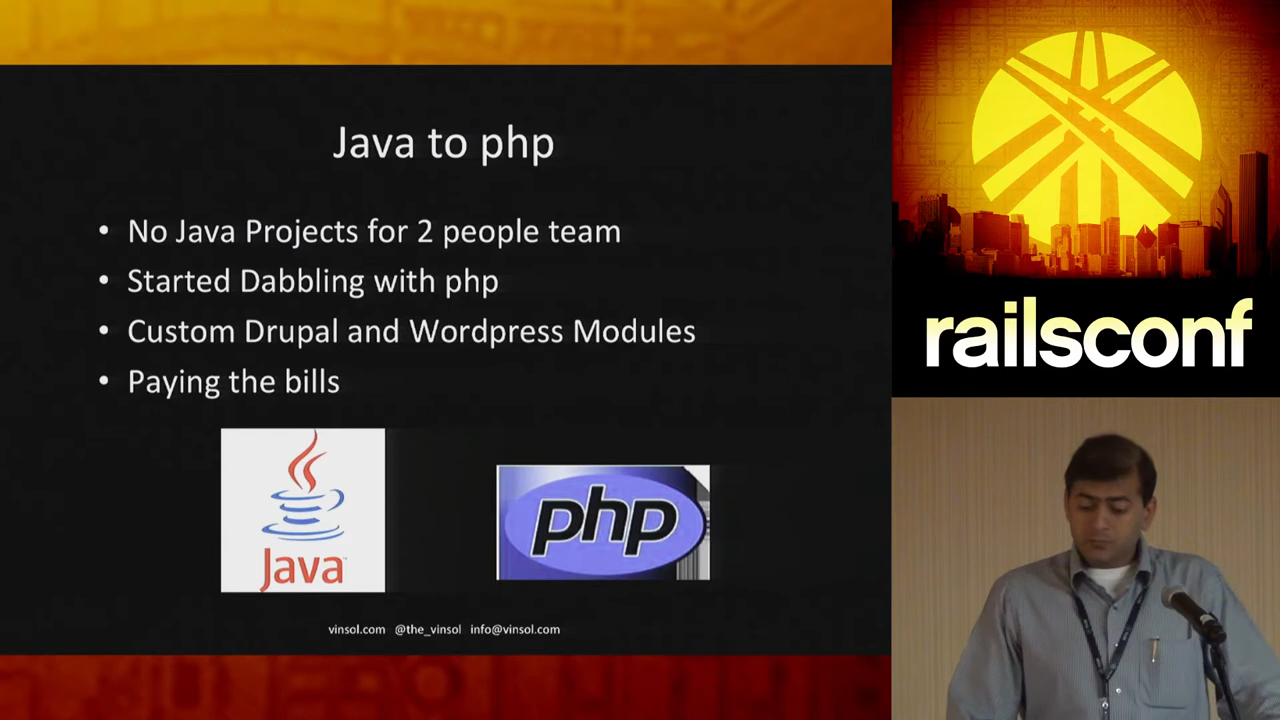 Java to php
• No Java Projects for 2 people team
• Started Dabbling with php
• Custom Drupal and Wordpress Modules
• Paying the bills
Java
php
vinsol.com @the_vinsol info@vinsol.com
railsconf